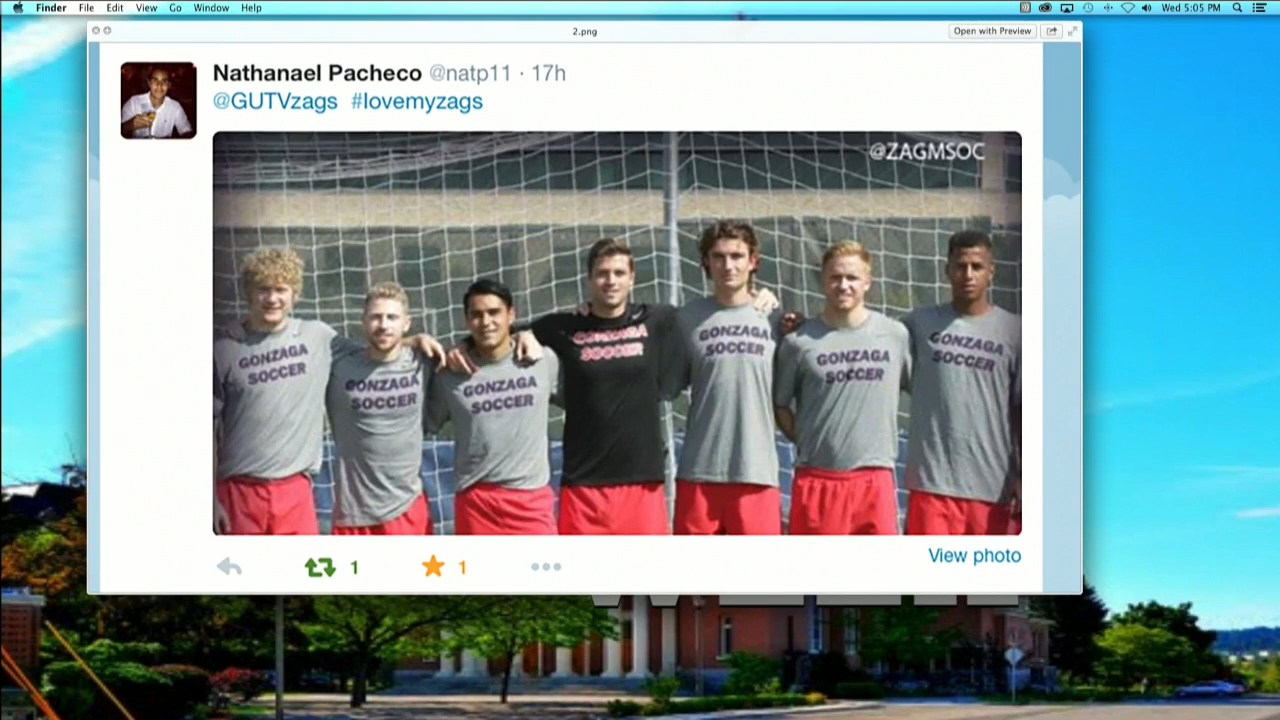 Finder File Edit View Go Window Help
Wed 5:05 PM
2.png
Open with Preview
Nathanael Pacheco @natp11 · 17h
@GUTVzags #lovemyzags
@ZAGMSOC
GONZAGA
SOCCER
GONZAGA
SOCCER
GONZAGA
SOCCER
GONZAGA
SOCCER
GONZAGA
SOCCER
GONZAGA
SOCCER
GONZAGA
SOCCER
View photo
1
1